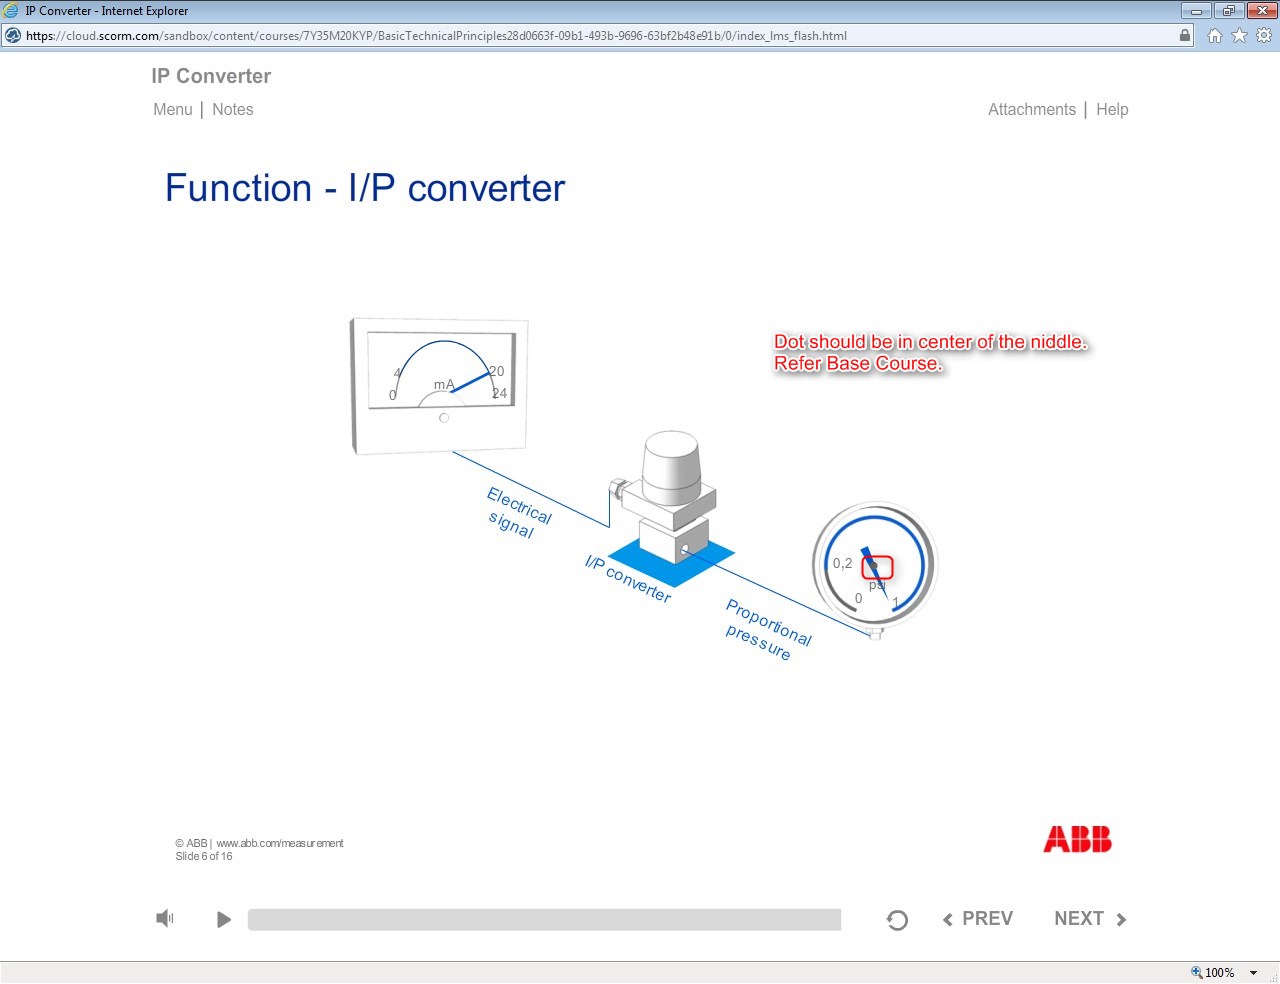 IP Converter - Internet Explorer
https://cloud.scorm.com/sandbox/content/courses/7Y35M20KYP/BasicTechnicalPrinciples28d0663f-09b1-493b-9696-63bf2b48e91b/0/index_lms_flash.html
IP Converter
Menu | Notes
Attachments | Help
Function - I/P converter
Dot should be in center of the niddle.
Refer Base Course.
4
20
mA
0
24
Electrical
signal
I/P converter
0,2
psi
0
1
Proportional
pressure
© ABB | www.abb.com/measurement
Slide 6 of 16
ABB
PREV
NEXT
100%